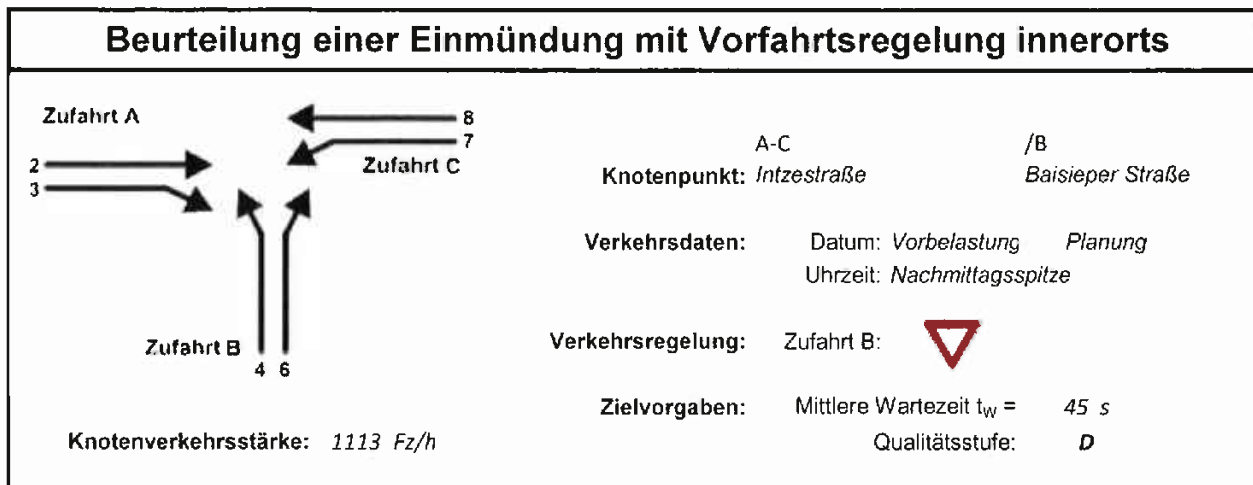 Beurteilung einer Einmündung mit Vorfahrtsregelung innerorts
Zufahrt A
8
7
2
Zufahrt C
3
Zufahrt B
4 6
Knotenverkehrsstärke: 1113 Fz/h
A-C /B
Knotenpunkt: Intzestraße Baisieper Straße
Verkehrsdaten: Datum: Vorbelastung Planung
Uhrzeit: Nachmittagsspitze
Verkehrsregelung: Zufahrt B:
Zielvorgaben: Mittlere Wartezeit tW = 45 s
Qualitätsstufe: D